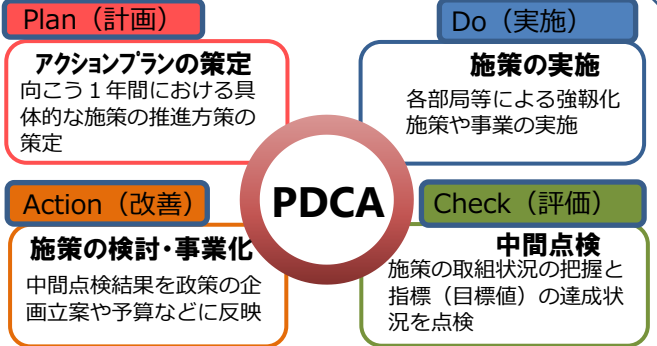 Plan（計画）
アクションプランの策定
向こう１年間における具
体的な施策の推進方策の
策定
Do（実施）
施策の実施
各部局等による強靱化
施策や事業の実施
PDCA
Action（改善）
施策の検討・事業化
中間点検結果を政策の企
画立案や予算などに反映
Check（評価）
中間点検
施策の取組状況の把握と
指標（目標値）の達成状
況を点検